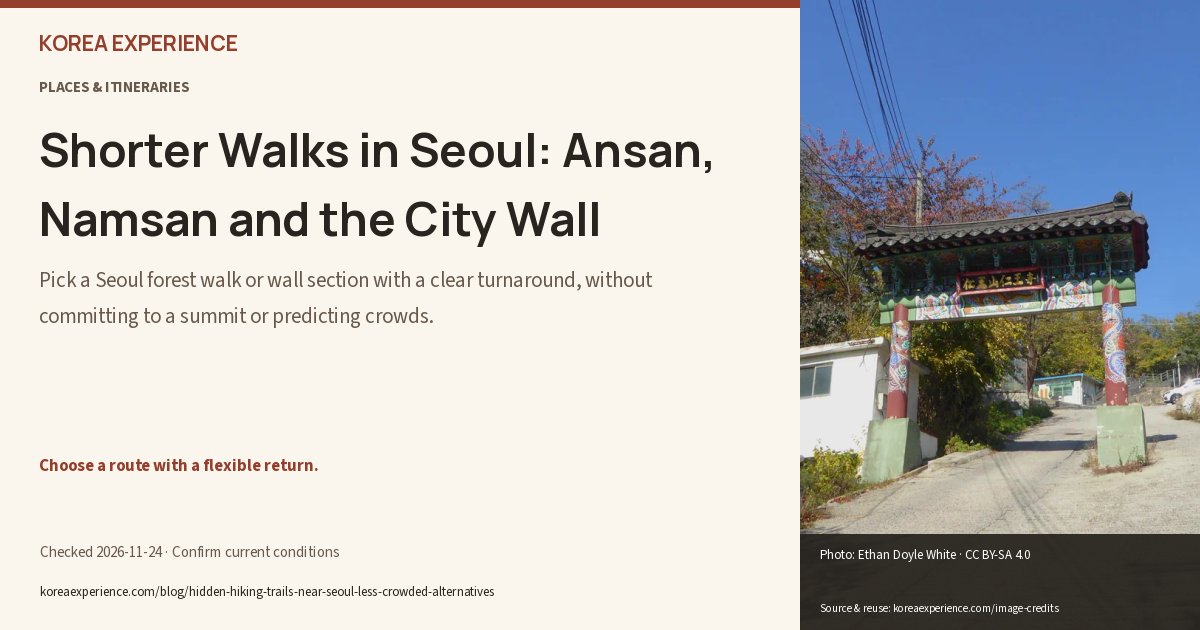 KOREA EXPERIENCE
PLACES & ITINERARIES
Shorter Walks in Seoul: Ansan,
Namsan and the City Wall
Pick a Seoul forest walk or wall section with a clear turnaround, without
committing to a summit or predicting crowds.
Choose a route with a flexible return.
Checked 2026-11-24 · Confirm current conditions
koreaexperience.com/blog/hidden-hiking-trails-near-seoul-less-crowded-alternatives
Photo: Ethan Doyle White · CC BY-SA 4.0
Source & reuse: koreaexperience.com/image-credits